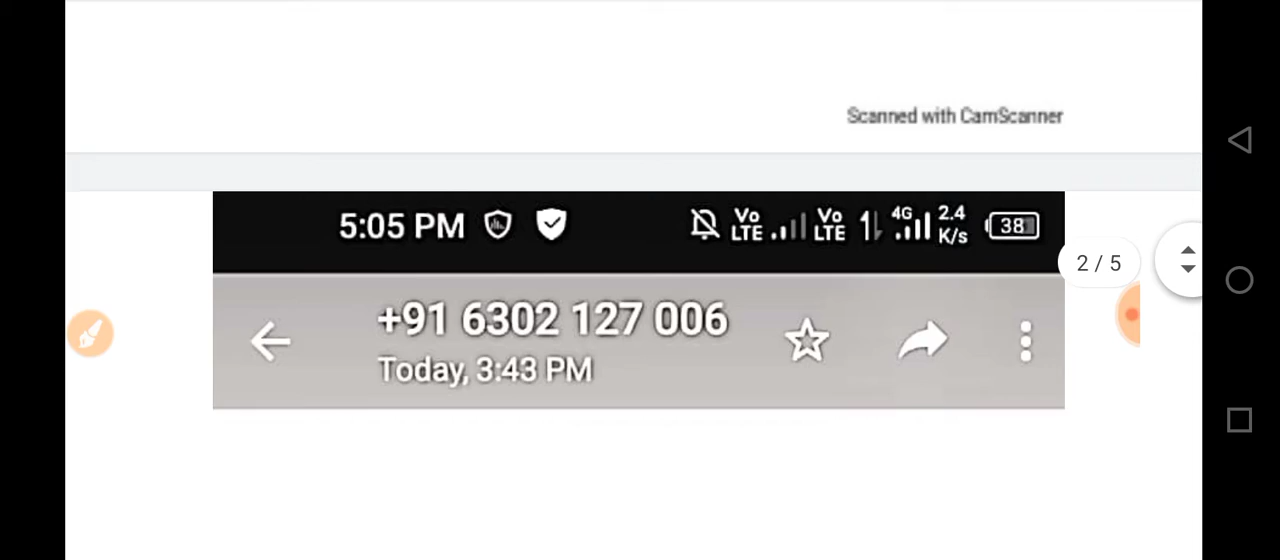 Scanned with CamScanner
5:05 PM Vo LTE Vo LTE 4G 2.4 K/s 38
2 / 5
+91 6302 127 006
Today, 3:43 PM